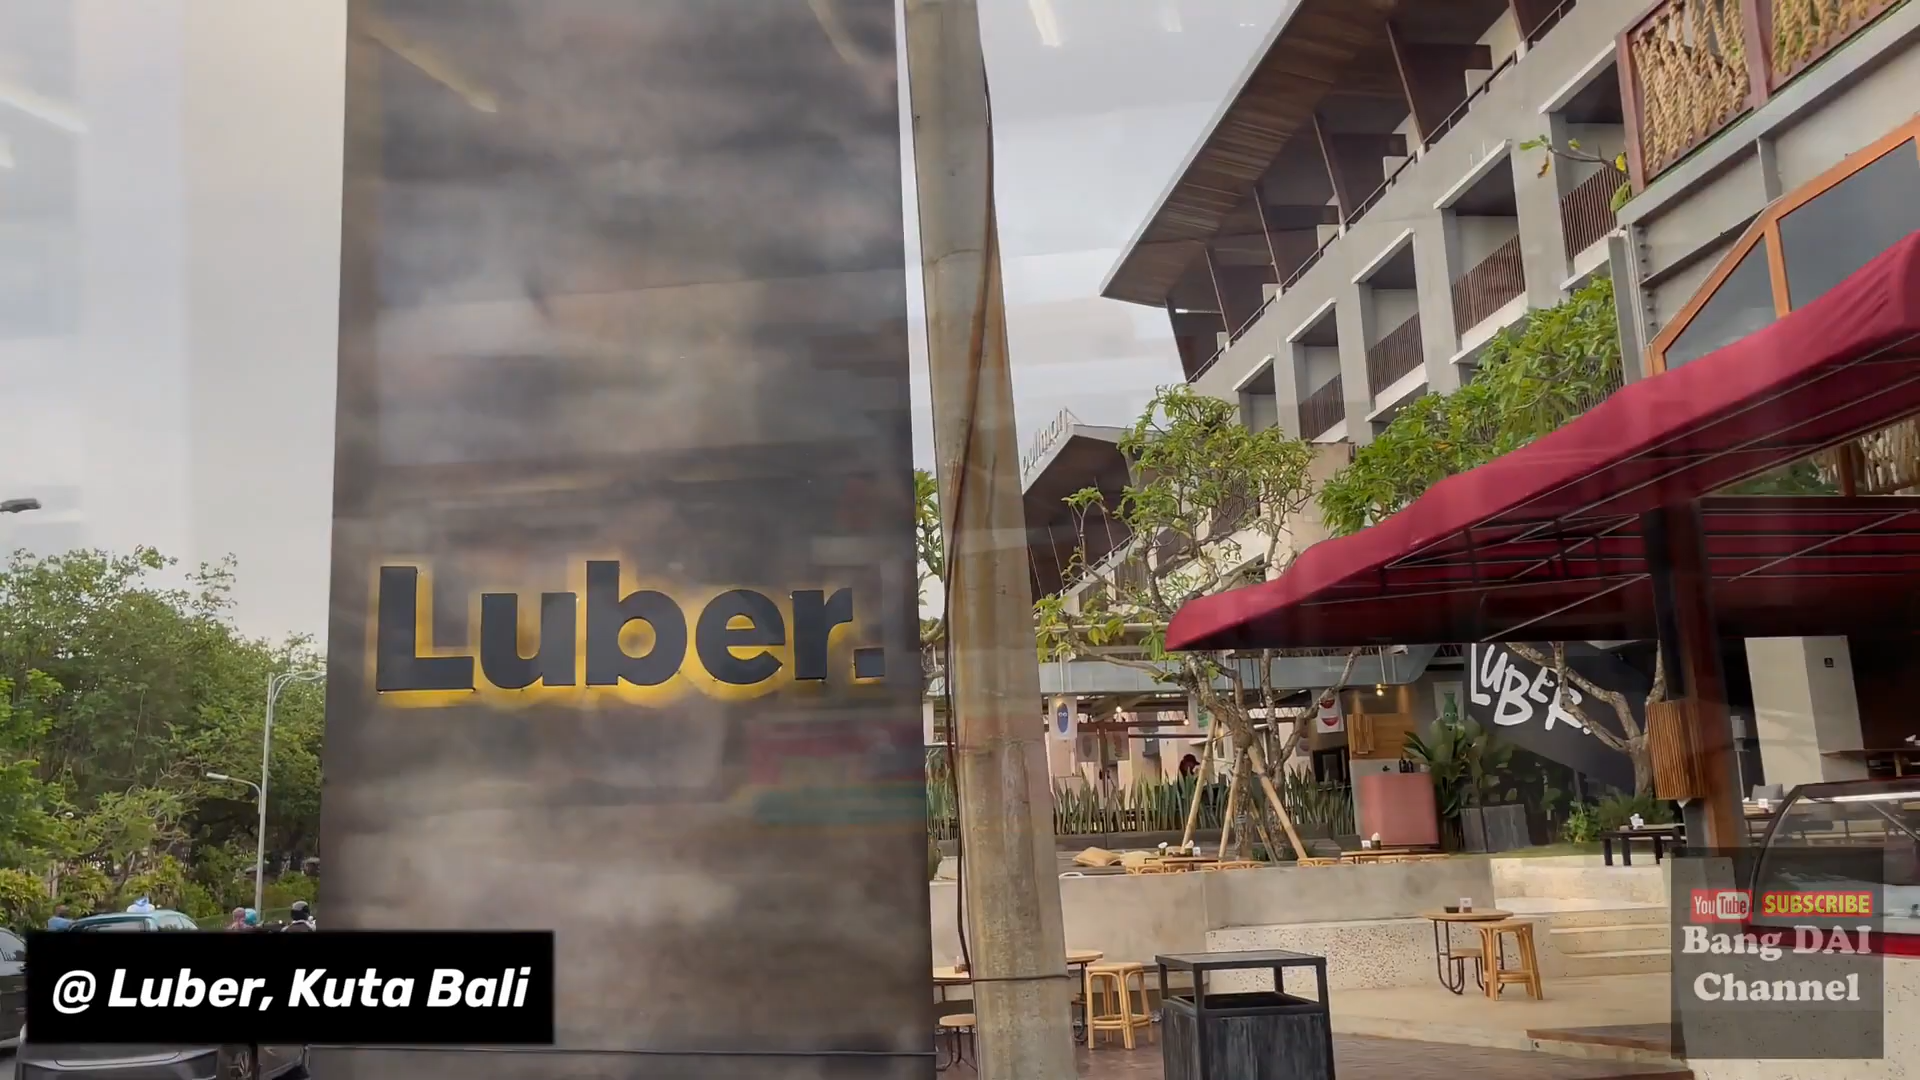 Luber.
LUBER.
@ Luber, Kuta Bali
YouTube SUBSCRIBE
Bang DAI
Channel